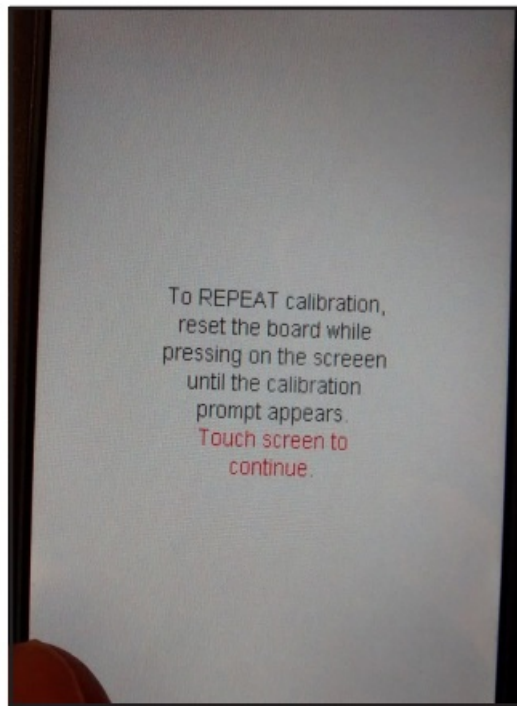 To REPEAT calibration,
reset the board while
pressing on the screeen
until the calibration
prompt appears.
Touch screen to
continue.